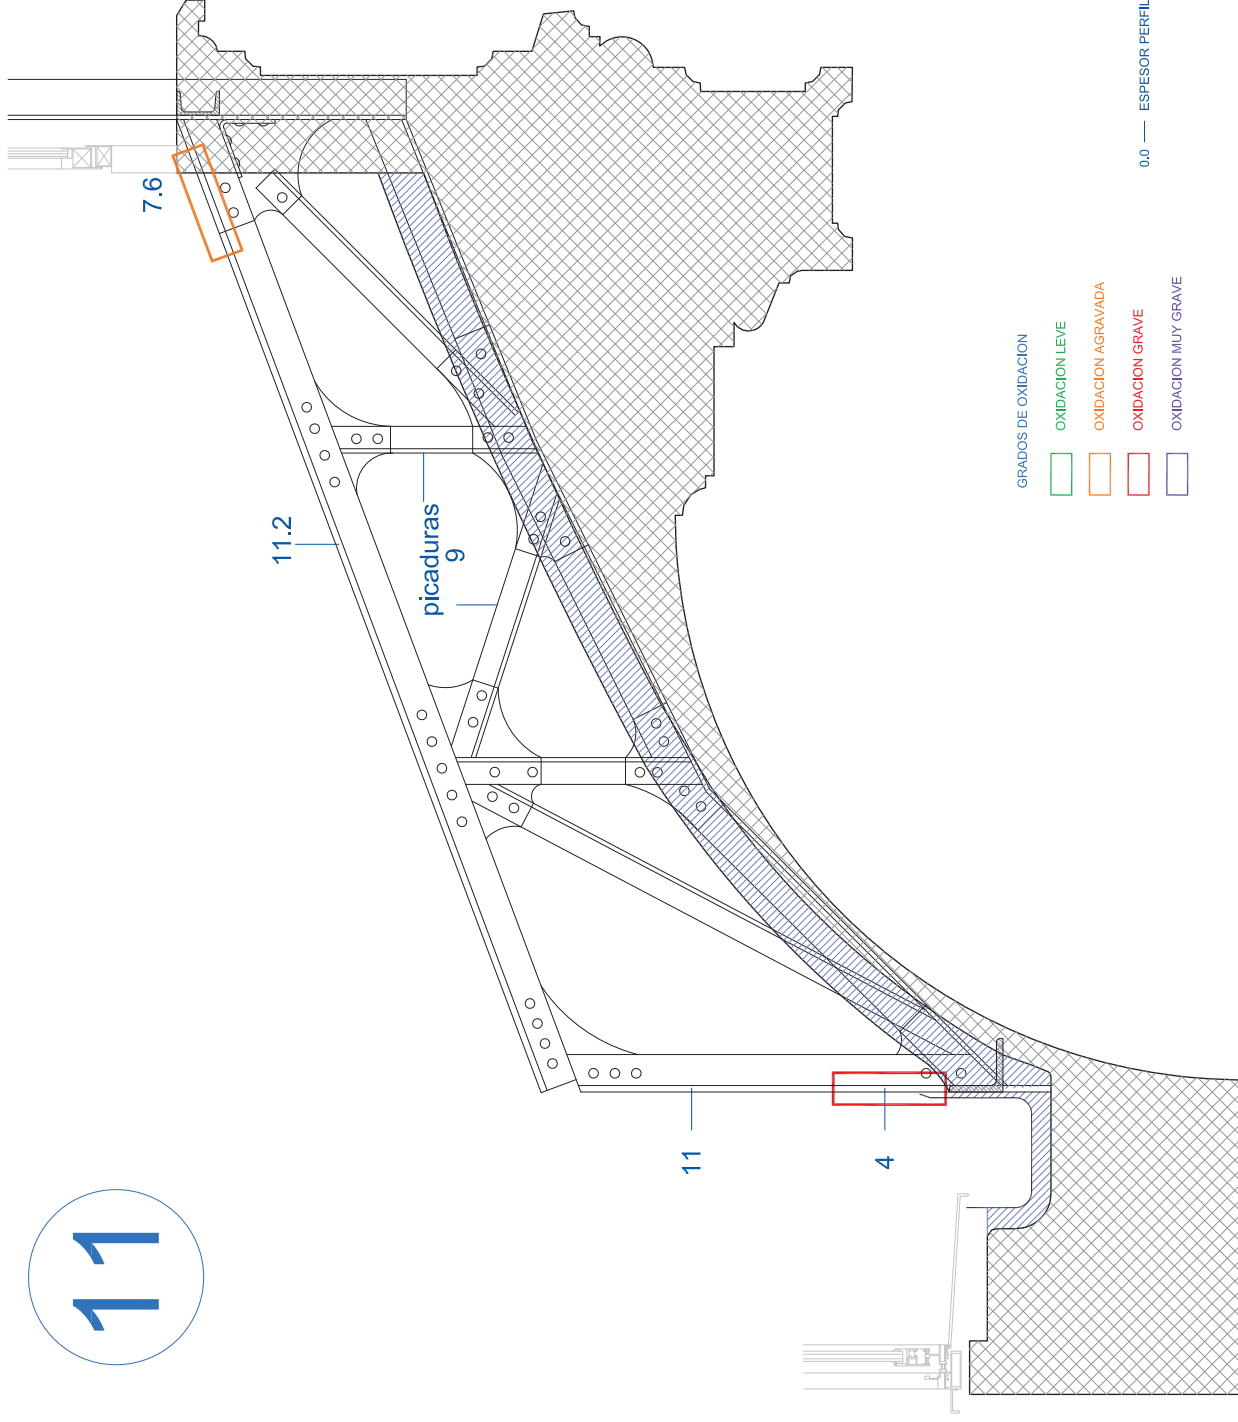 11
7.6
11.2
picaduras
9
11
4
GRADOS DE OXIDACION
OXIDACION LEVE
OXIDACION AGRAVADA
OXIDACION GRAVE
OXIDACION MUY GRAVE
0.0 — ESPESOR PERFIL